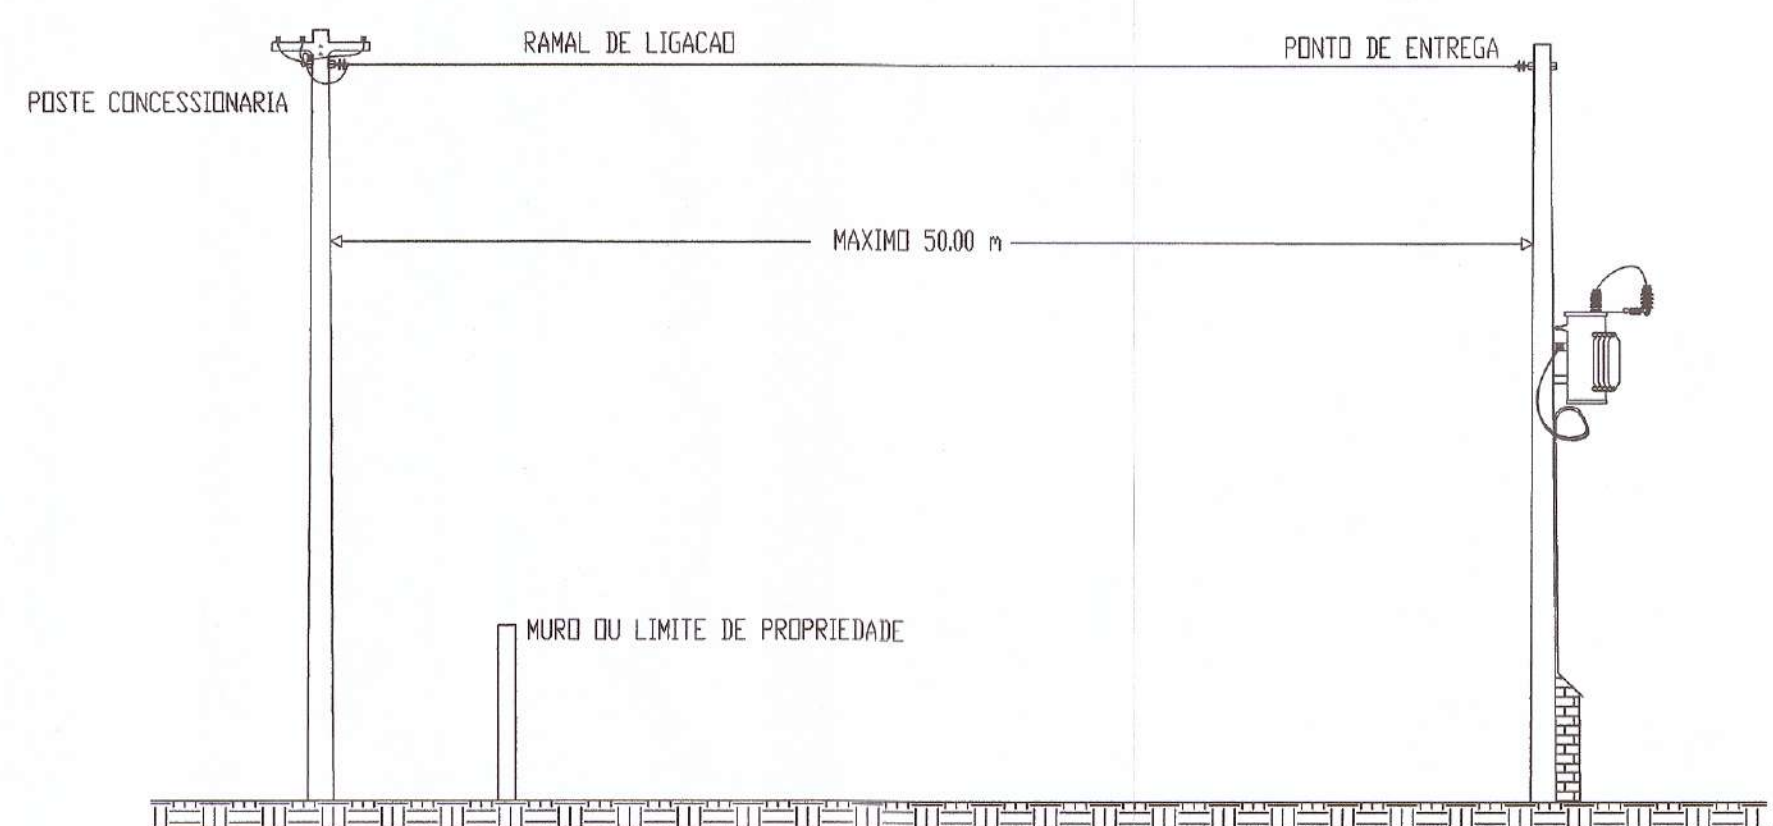 RAMAL DE LIGACAO
PONTO DE ENTREGA
POSTE CONCESSIONARIA
MAXIMO 50.00 m
MURO OU LIMITE DE PROPRIEDADE